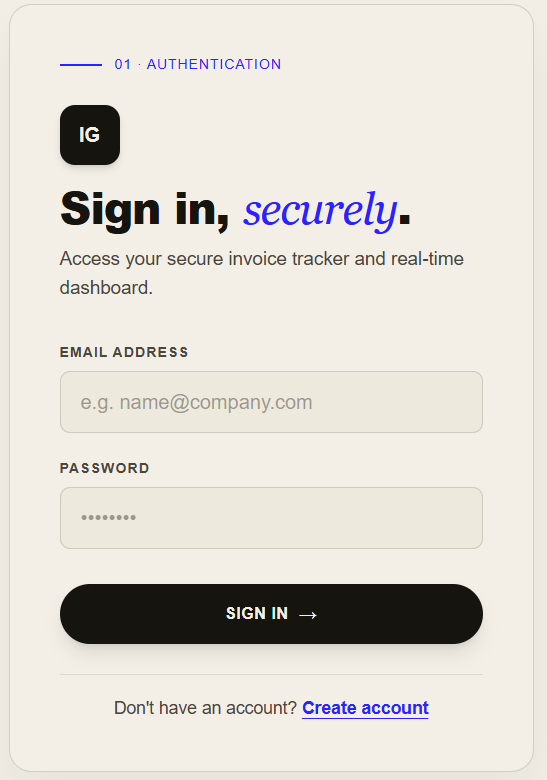 01 · AUTHENTICATION
IG
Sign in, securely.
Access your secure invoice tracker and real-time
dashboard.
EMAIL ADDRESS
e.g. name@company.com
PASSWORD
••••••••
SIGN IN →
Don't have an account? Create account